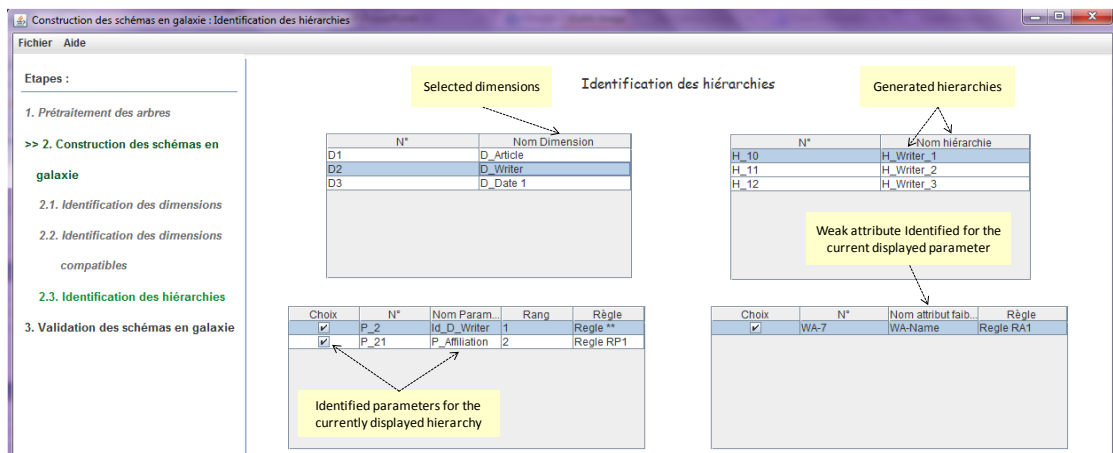 Construction des schémas en galaxie : Identification des hiérarchies
Fichier Aide
Etapes :
1. Prétraitement des arbres
>> 2. Construction des schémas en
galaxie
2.1. Identification des dimensions
2.2. Identification des dimensions
compatibles
2.3. Identification des hiérarchies
3. Validation des schémas en galaxie
Selected dimensions
Identification des hiérarchies
Generated hierarchies
N° Nom Dimension
D1 D_Article
D2 D_Writer
D3 D_Date 1
N° Nom hiérarchie
H_10 H_Writer_1
H_11 H_Writer_2
H_12 H_Writer_3
Weak attribute Identified for the
current displayed parameter
Choix N° Nom Param... Rang Règle
P_2 Id_D_Writer 1 Regle **
P_21 P_Affiliation 2 Regle RP1
Identified parameters for the
currently displayed hierarchy
Choix N° Nom attribut faib... Règle
WA-7 WA-Name Regle RA1